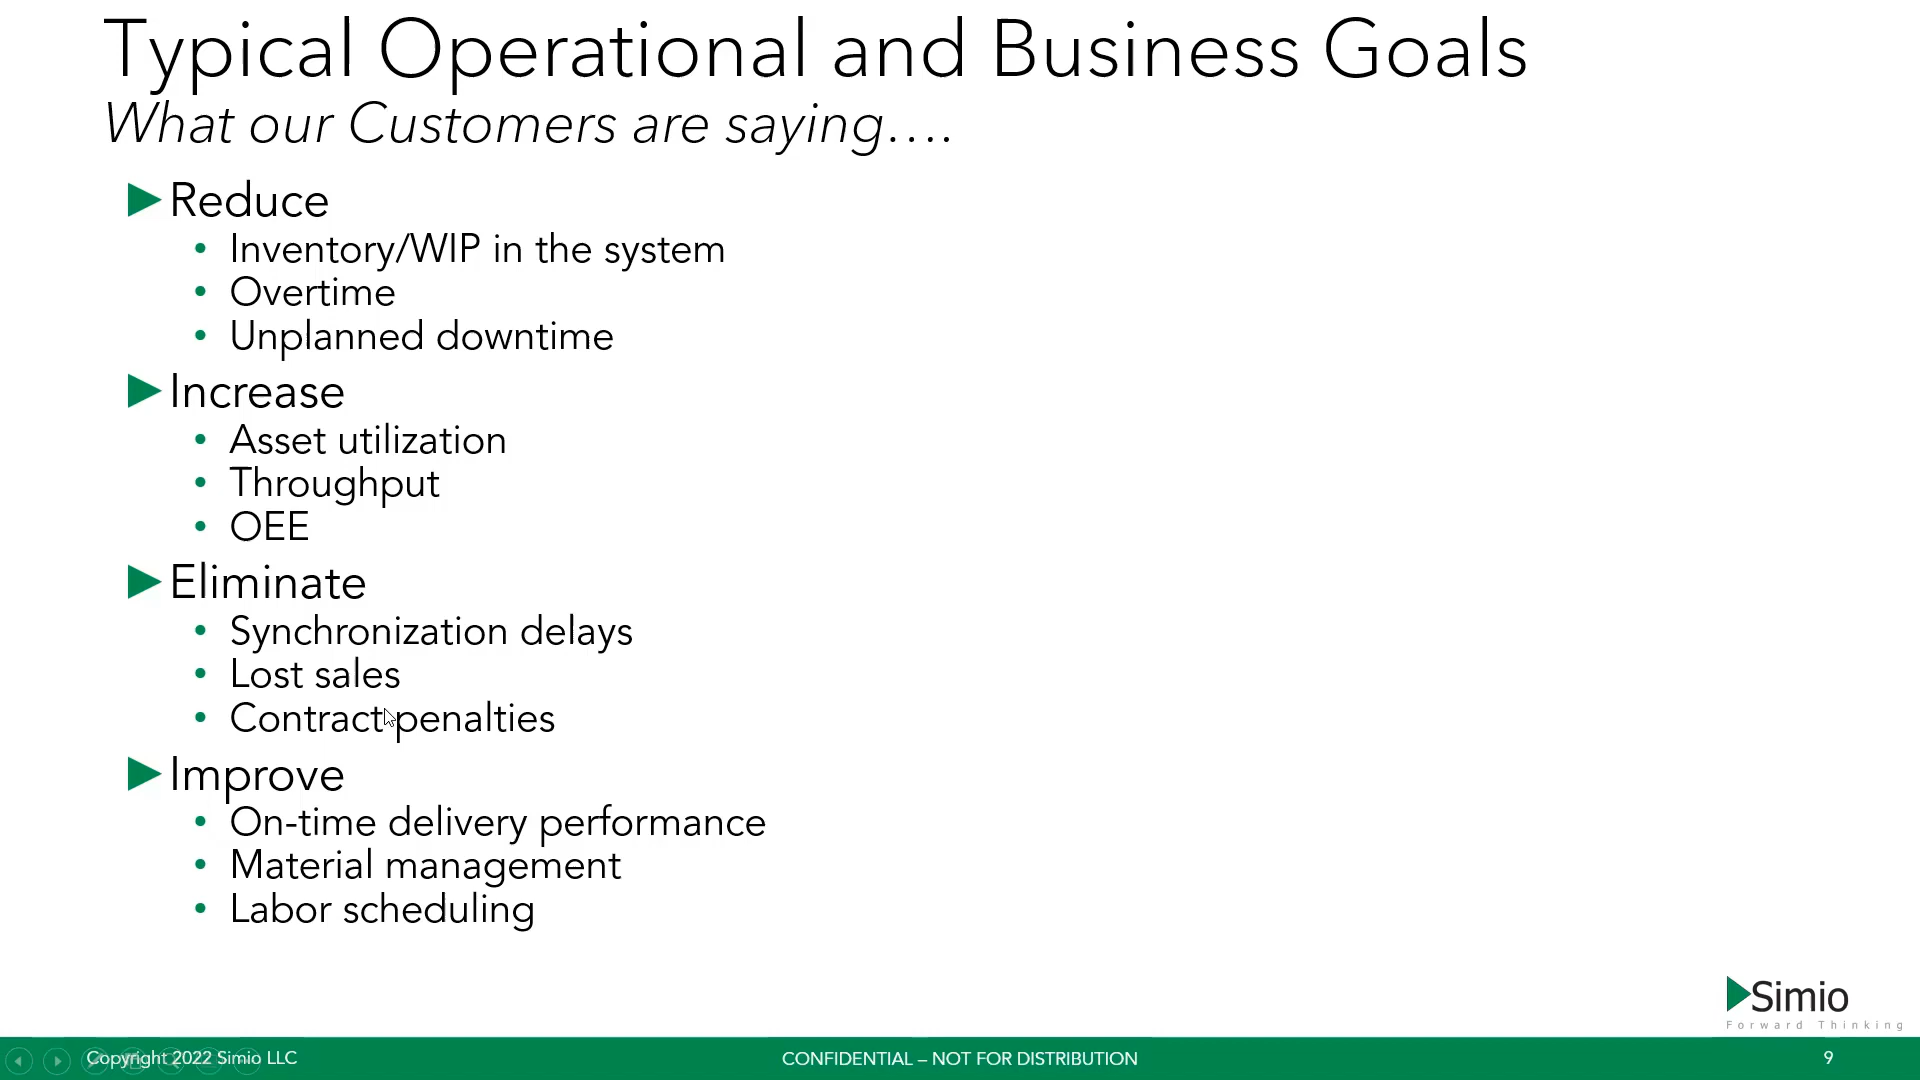 Typical Operational and Business Goals
What our Customers are saying….
Reduce
• Inventory/WIP in the system
• Overtime
• Unplanned downtime
Increase
• Asset utilization
• Throughput
• OEE
Eliminate
• Synchronization delays
• Lost sales
• Contract penalties
Improve
• On-time delivery performance
• Material management
• Labor scheduling
Simio
Forward Thinking
Copyright 2022 Simio LLC
CONFIDENTIAL – NOT FOR DISTRIBUTION
9